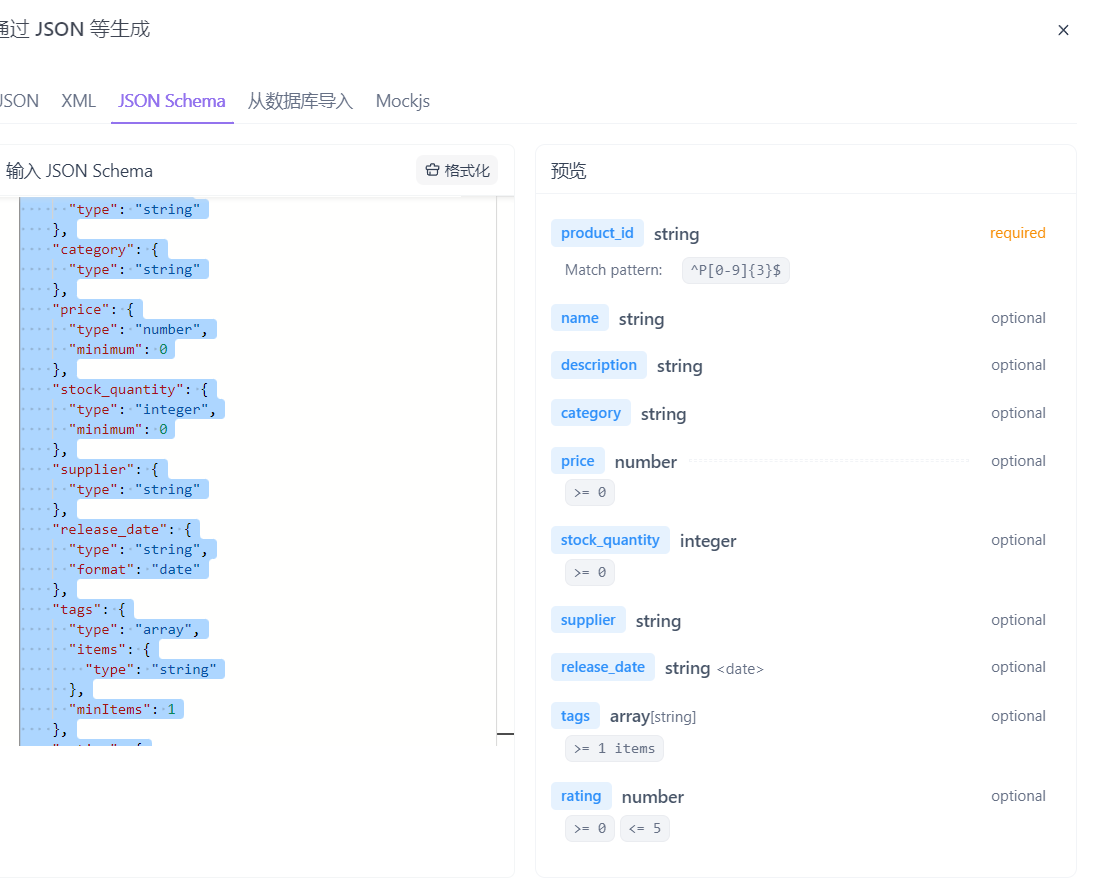 通过 JSON 等生成
JSON XML JSON Schema 从数据库导入 Mockjs
输入 JSON Schema 格式化
"type": "string"
},
"category": {
"type": "string"
},
"price": {
"type": "number",
"minimum": 0
},
"stock_quantity": {
"type": "integer",
"minimum": 0
},
"supplier": {
"type": "string"
},
"release_date": {
"type": "string",
"format": "date"
},
"tags": {
"type": "array",
"items": {
"type": "string"
},
"minItems": 1
},
预览
product_id string required
Match pattern: ^P[0-9]{3}$
name string optional
description string optional
category string optional
price number optional
>= 0
stock_quantity integer optional
>= 0
supplier string optional
release_date string <date> optional
tags array[string] optional
>= 1 items
rating number optional
>= 0 <= 5